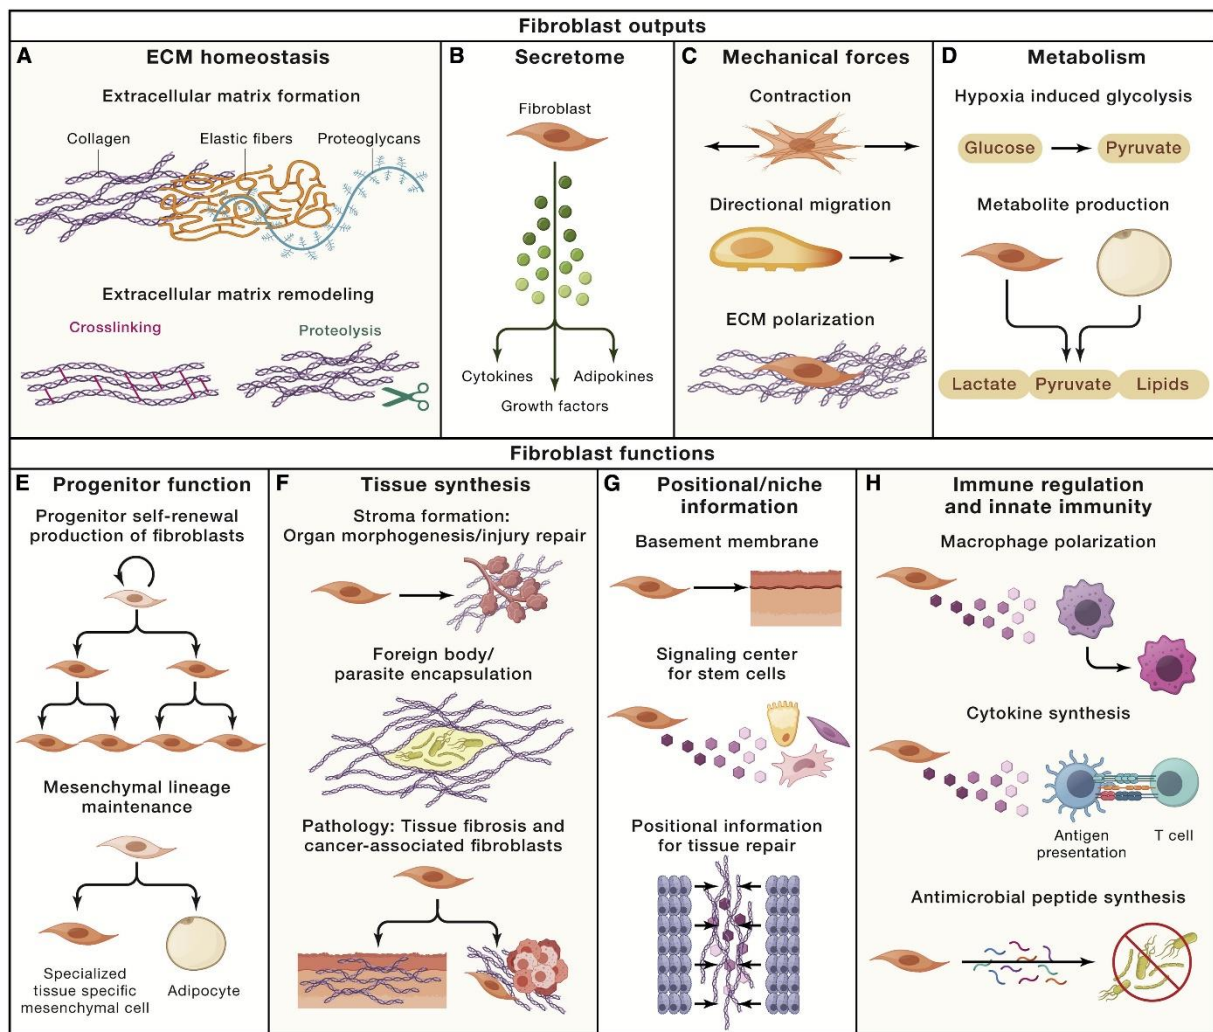 Fibroblast outputs
A ECM homeostasis
Extracellular matrix formation
Collagen
Elastic fibers
Proteoglycans
Extracellular matrix remodeling
Crosslinking
Proteolysis
B Secretome
Fibroblast
Cytokines
Adipokines
Growth factors
C Mechanical forces
Contraction
Directional migration
ECM polarization
D Metabolism
Hypoxia induced glycolysis
Glucose
Pyruvate
Metabolite production
Lactate
Pyruvate
Lipids
Fibroblast functions
E Progenitor function
Progenitor self-renewal
production of fibroblasts
Mesenchymal lineage
maintenance
Specialized
tissue specific
mesenchymal cell
Adipocyte
F Tissue synthesis
Stroma formation:
Organ morphogenesis/injury repair
Foreign body/
parasite encapsulation
Pathology: Tissue fibrosis and
cancer-associated fibroblasts
G Positional/niche
information
Basement membrane
Signaling center
for stem cells
Positional information
for tissue repair
H Immune regulation
and innate immunity
Macrophage polarization
Cytokine synthesis
Antigen
presentation
T cell
Antimicrobial peptide synthesis